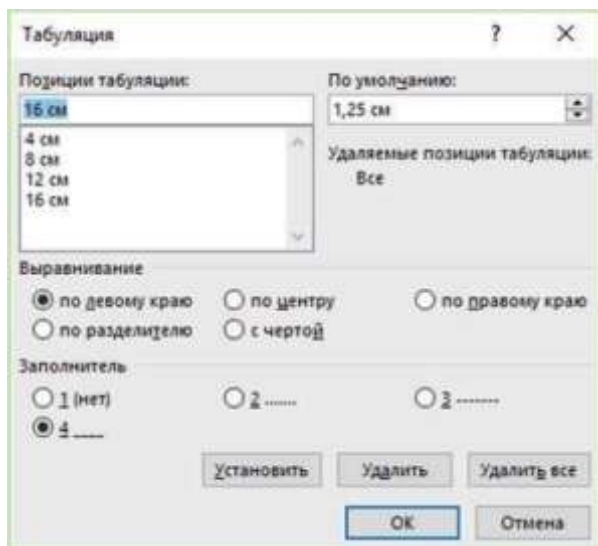 Табуляция ?
Позиции табуляции: По умолчанию:
16 см 1,25 см
4 см
8 см
12 см
16 см
Удаляемые позиции табуляции:
Все
Выравнивание
по левому краю по центру по правому краю
по разделителю с чертой
Заполнитель
1 (нет) 2 ....... 3 -------
4 ____
Установить Удалить Удалить все
ОК Отмена